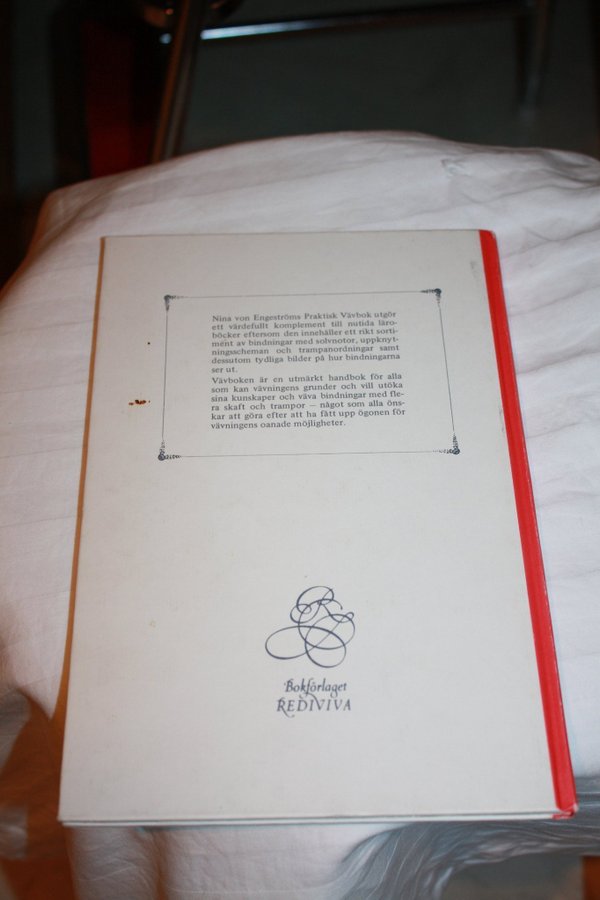 Nina von Engeströms Praktisk Vävbok utgör
ett värdefullt komplement till nutida läro-
böcker eftersom den innehåller ett rikt sorti-
ment av bindningar med solvnotor, uppknyt-
ningsscheman och trampanordningar samt
dessutom tydliga bilder på hur bindningarna
ser ut.
Vävboken är en utmärkt handbok för alla
som kan vävningens grunder och vill utöka
sina kunskaper och väva bindningar med fle-
ra skaft och trampor – något som alla öns-
kar att göra efter att ha fått upp ögonen för
vävningens oanade möjligheter.
Bokförlaget
REDIVIVA